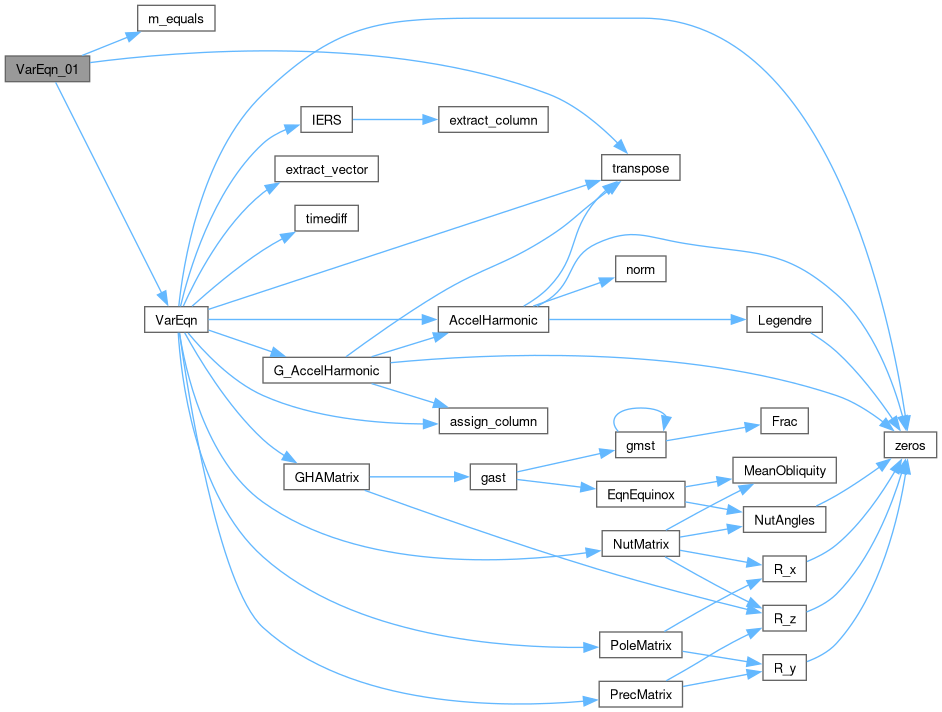 m_equals
VarEqn_01
IERS
extract_column
extract_vector
transpose
timediff
norm
VarEqn
AccelHarmonic
Legendre
G_AccelHarmonic
assign_column
Frac
gmst
zeros
GHAMatrix
gast
MeanObliquity
EqnEquinox
NutAngles
NutMatrix
R_x
R_z
PoleMatrix
R_y
PrecMatrix